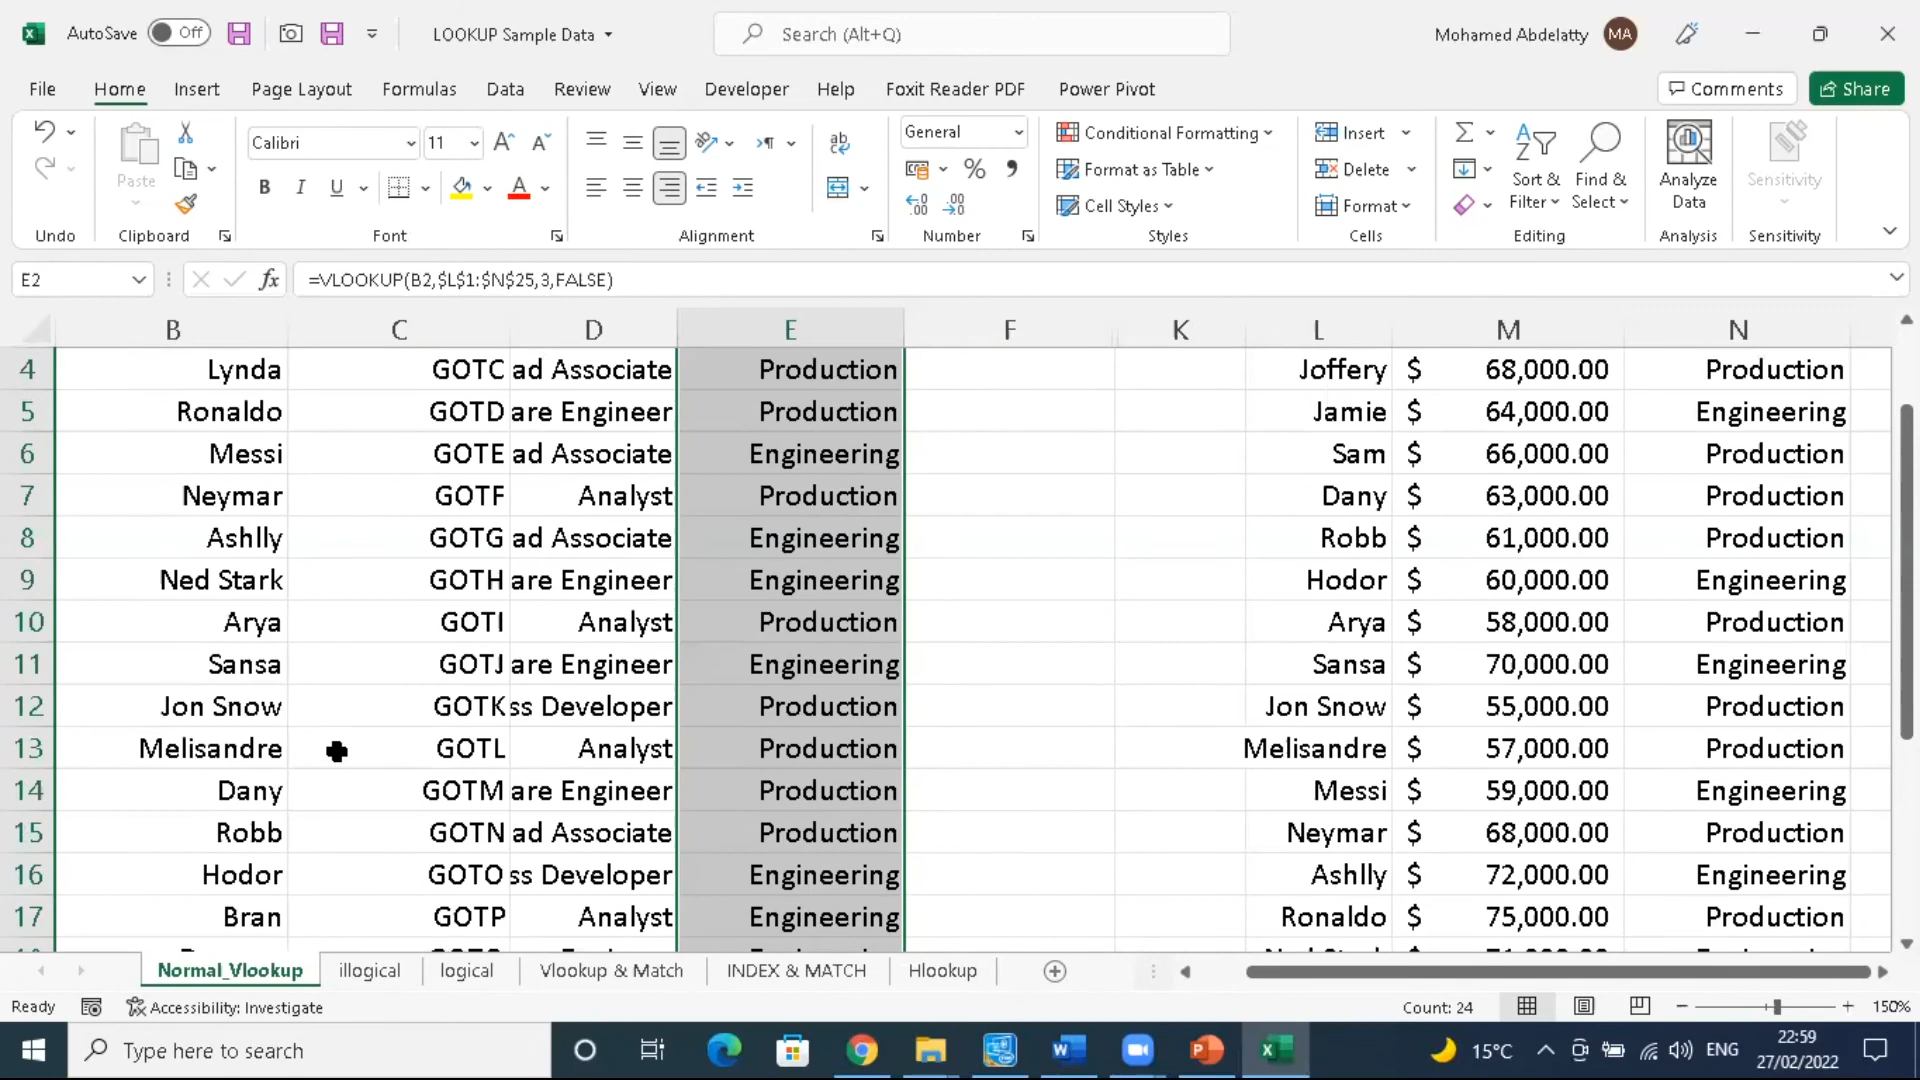 AutoSave Off LOOKUP Sample Data Search (Alt+Q) Mohamed Abdelatty MA
File Home Insert Page Layout Formulas Data Review View Developer Help Foxit Reader PDF Power Pivot Comments Share
Calibri 11 General Conditional Formatting Insert
Paste Format as Table Delete Sort & Filter Find & Select Analyze Data Sensitivity
Cell Styles Format
Undo Clipboard Font Alignment Number Styles Cells Editing Analysis Sensitivity
E2 fx =VLOOKUP(B2,$L$1:$N$25,3,FALSE)
B C D E F K L M N
4 Lynda GOTC ad Associate Production Joffery $ 68,000.00 Production
5 Ronaldo GOTD are Engineer Production Jamie $ 64,000.00 Engineering
6 Messi GOTE ad Associate Engineering Sam $ 66,000.00 Production
7 Neymar GOTF Analyst Production Dany $ 63,000.00 Production
8 Ashlly GOTG ad Associate Engineering Robb $ 61,000.00 Production
9 Ned Stark GOTH are Engineer Engineering Hodor $ 60,000.00 Engineering
10 Arya GOTI Analyst Production Arya $ 58,000.00 Production
11 Sansa GOTJ are Engineer Engineering Sansa $ 70,000.00 Engineering
12 Jon Snow GOTK ss Developer Production Jon Snow $ 55,000.00 Production
13 Melisandre GOTL Analyst Production Melisandre $ 57,000.00 Production
14 Dany GOTM are Engineer Production Messi $ 59,000.00 Engineering
15 Robb GOTN ad Associate Production Neymar $ 68,000.00 Production
16 Hodor GOTO ss Developer Engineering Ashlly $ 72,000.00 Engineering
17 Bran GOTP Analyst Engineering Ronaldo $ 75,000.00 Production
Normal_Vlookup illogical logical Vlookup & Match INDEX & MATCH Hlookup
Ready Accessibility: Investigate Count: 24 150%
Type here to search 15°C ENG 22:59
27/02/2022